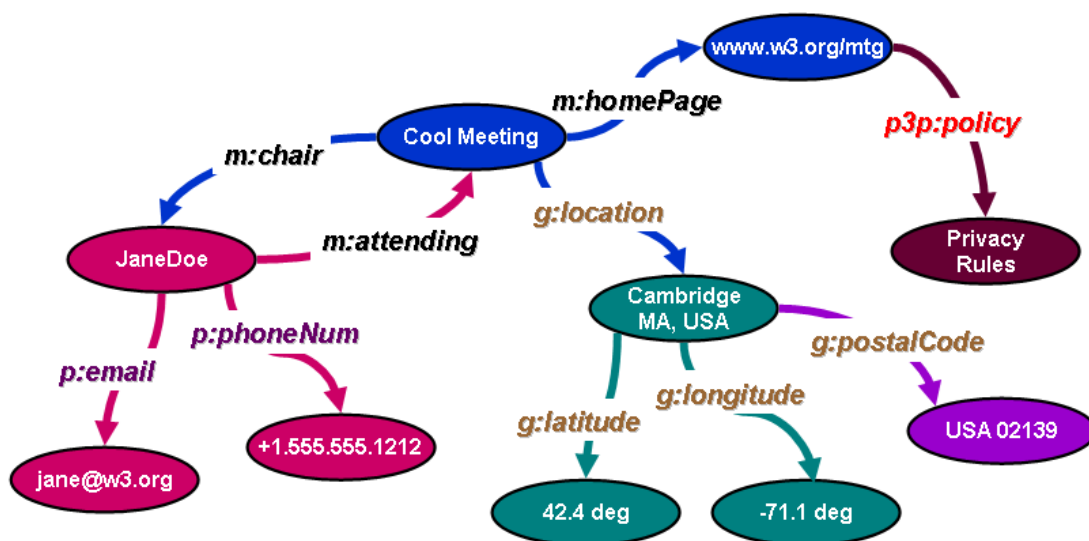 www.w3.org/mtg
m:homePage
p3p:policy
Cool Meeting
m:chair
g:location
m:attending
JaneDoe
Privacy
Rules
Cambridge
MA, USA
p:phoneNum
g:postalCode
p:email
g:longitude
g:latitude
USA 02139
+1.555.555.1212
jane@w3.org
42.4 deg
-71.1 deg